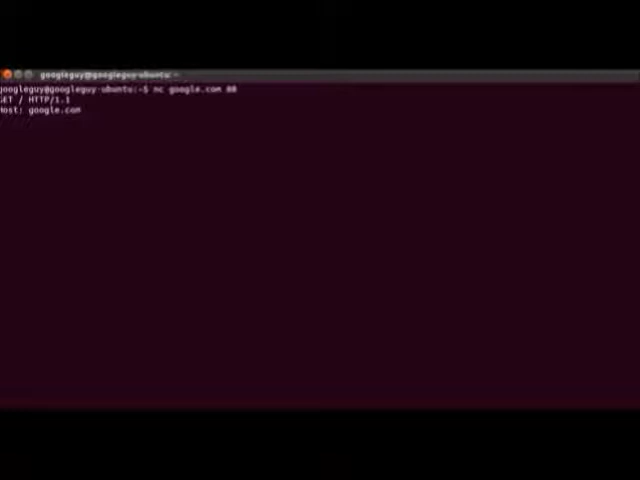 googleguy@googleguy-ubuntu: ~
googleguy@googleguy-ubuntu:~$ nc google.com 80
GET / HTTP/1.1
Host: google.com